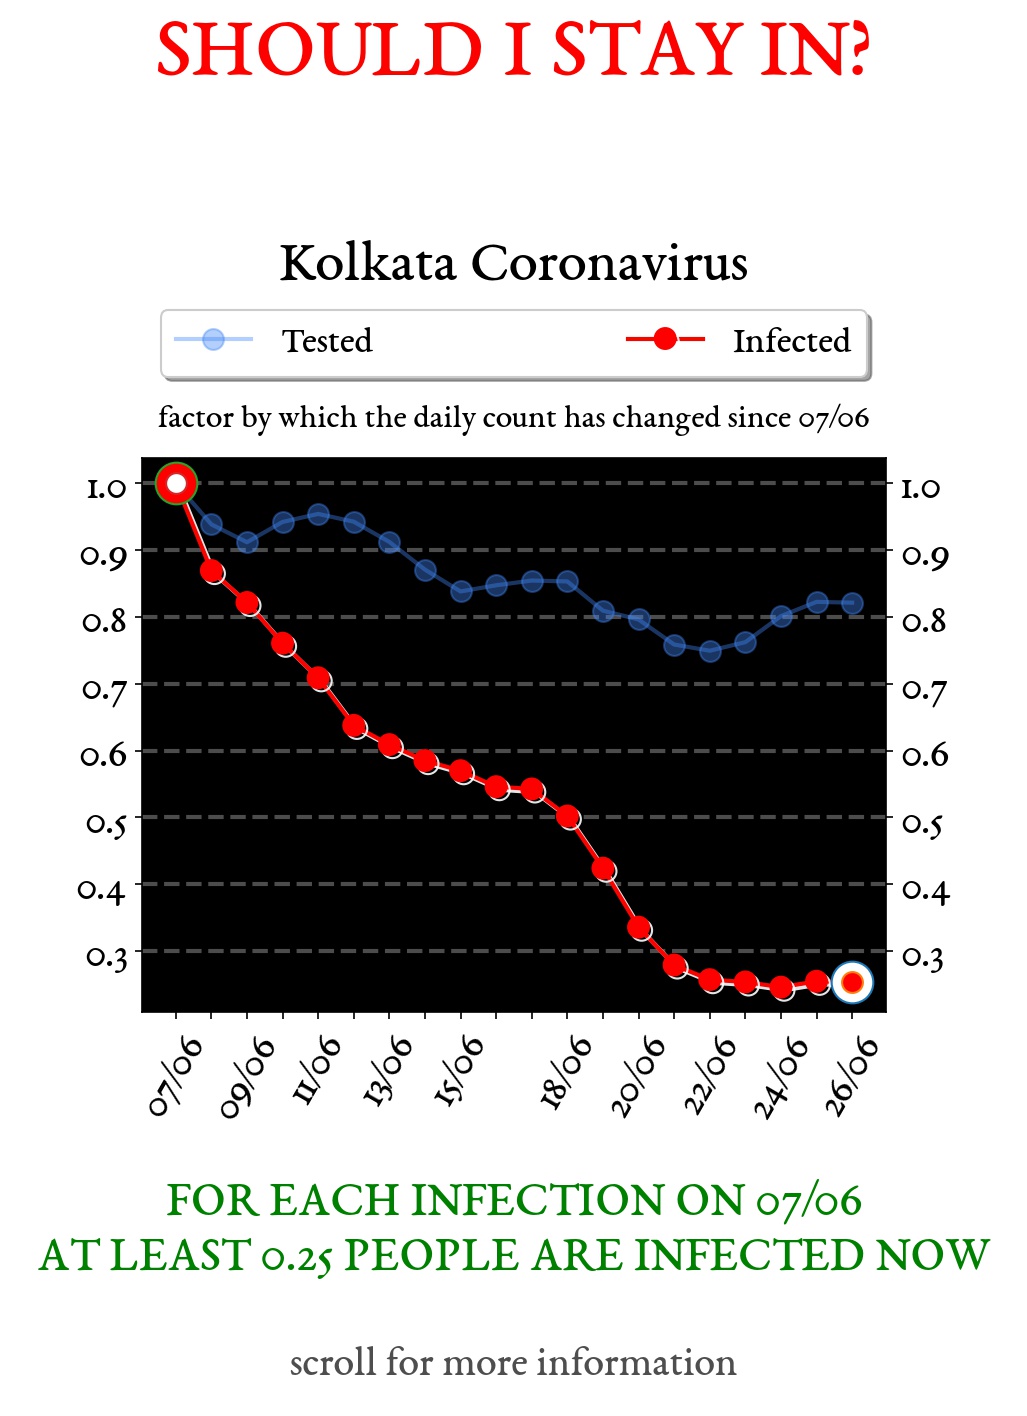 SHOULD I STAY IN?
Kolkata Coronavirus
Tested Infected
factor by which the daily count has changed since 07/06
1.0 1.0
0.9 0.9
0.8 0.8
0.7 0.7
0.6 0.6
0.5 0.5
0.4 0.4
0.3 0.3
07/06 09/06 11/06 13/06 15/06 18/06 20/06 22/06 24/06 26/06
FOR EACH INFECTION ON 07/06
AT LEAST 0.25 PEOPLE ARE INFECTED NOW
scroll for more information